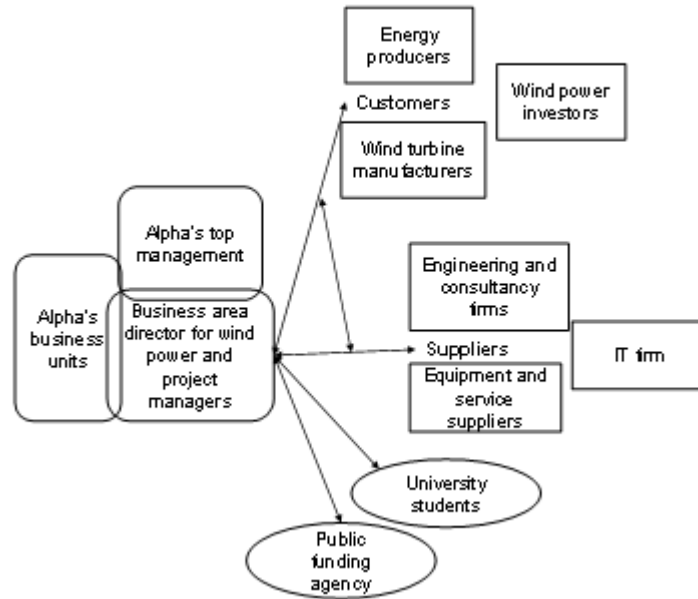 Energy
producers
Customers
Wind power
investors
Wind turbine
manufacturers
Alpha's top
management
Alpha's
business
units
Business area
director for wind
power and
project
managers
Engineering and
consultancy
firms
Suppliers
IT firm
Equipment and
service
suppliers
University
students
Public
funding
agency